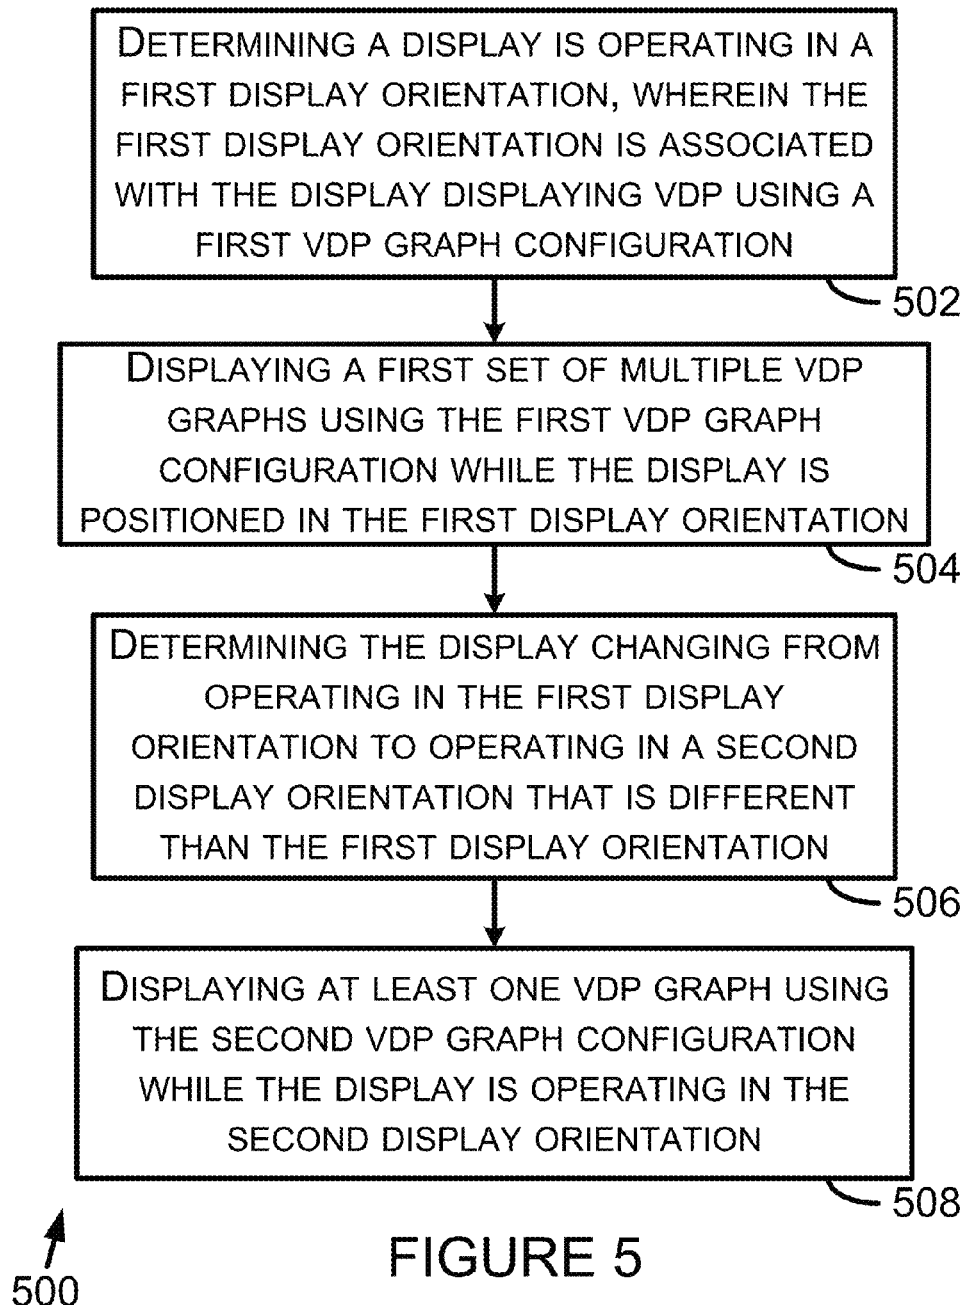 DETERMINING A DISPLAY IS OPERATING IN A
FIRST DISPLAY ORIENTATION, WHEREIN THE
FIRST DISPLAY ORIENTATION IS ASSOCIATED
WITH THE DISPLAY DISPLAYING VDP USING A
FIRST VDP GRAPH CONFIGURATION
502
DISPLAYING A FIRST SET OF MULTIPLE VDP
GRAPHS USING THE FIRST VDP GRAPH
CONFIGURATION WHILE THE DISPLAY IS
POSITIONED IN THE FIRST DISPLAY ORIENTATION
504
DETERMINING THE DISPLAY CHANGING FROM
OPERATING IN THE FIRST DISPLAY
ORIENTATION TO OPERATING IN A SECOND
DISPLAY ORIENTATION THAT IS DIFFERENT
THAN THE FIRST DISPLAY ORIENTATION
506
DISPLAYING AT LEAST ONE VDP GRAPH USING
THE SECOND VDP GRAPH CONFIGURATION
WHILE THE DISPLAY IS OPERATING IN THE
SECOND DISPLAY ORIENTATION
508
500
FIGURE 5